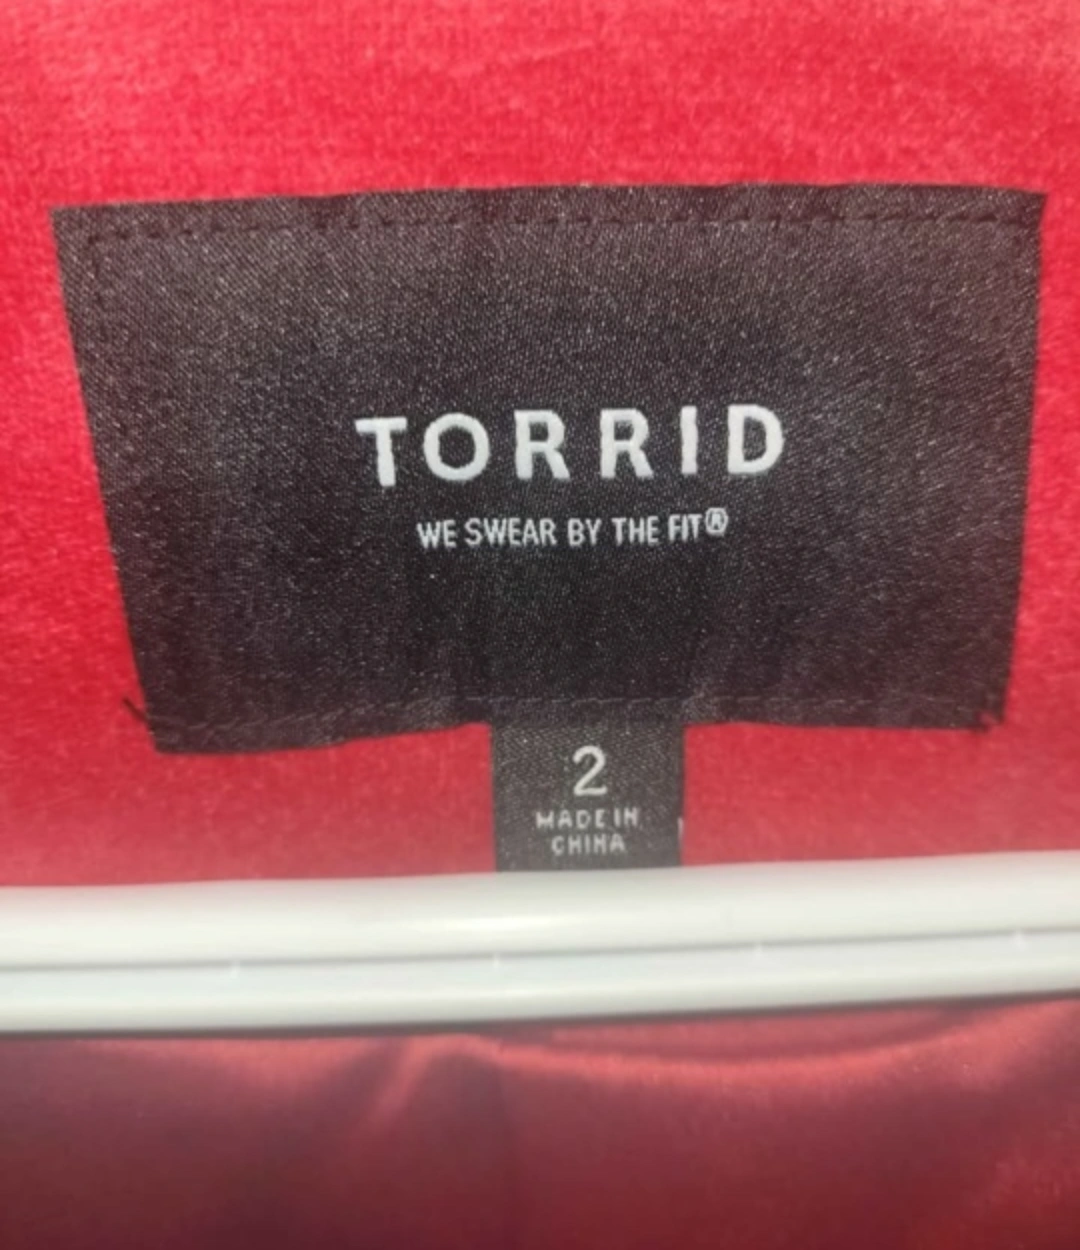 TORRID
WE SWEAR BY THE FIT®
2
MADE IN
CHINA